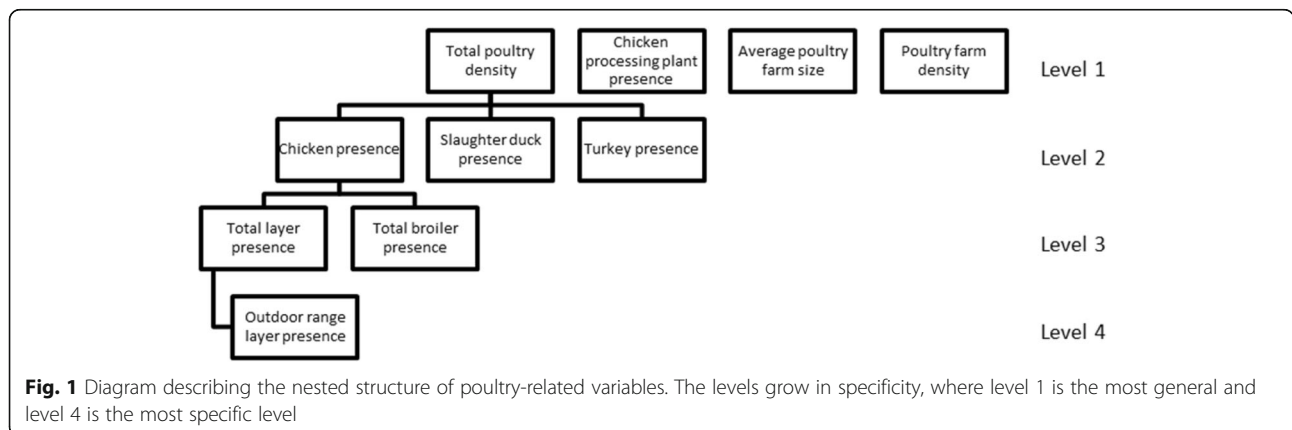 Total poultry
density
Chicken
processing plant
presence
Average poultry
farm size
Poultry farm
density
Level 1
Chicken presence
Slaughter duck
presence
Turkey presence
Level 2
Total layer
presence
Total broiler
presence
Level 3
Outdoor range
layer presence
Level 4
Fig. 1 Diagram describing the nested structure of poultry-related variables. The levels grow in specificity, where level 1 is the most general and
level 4 is the most specific level